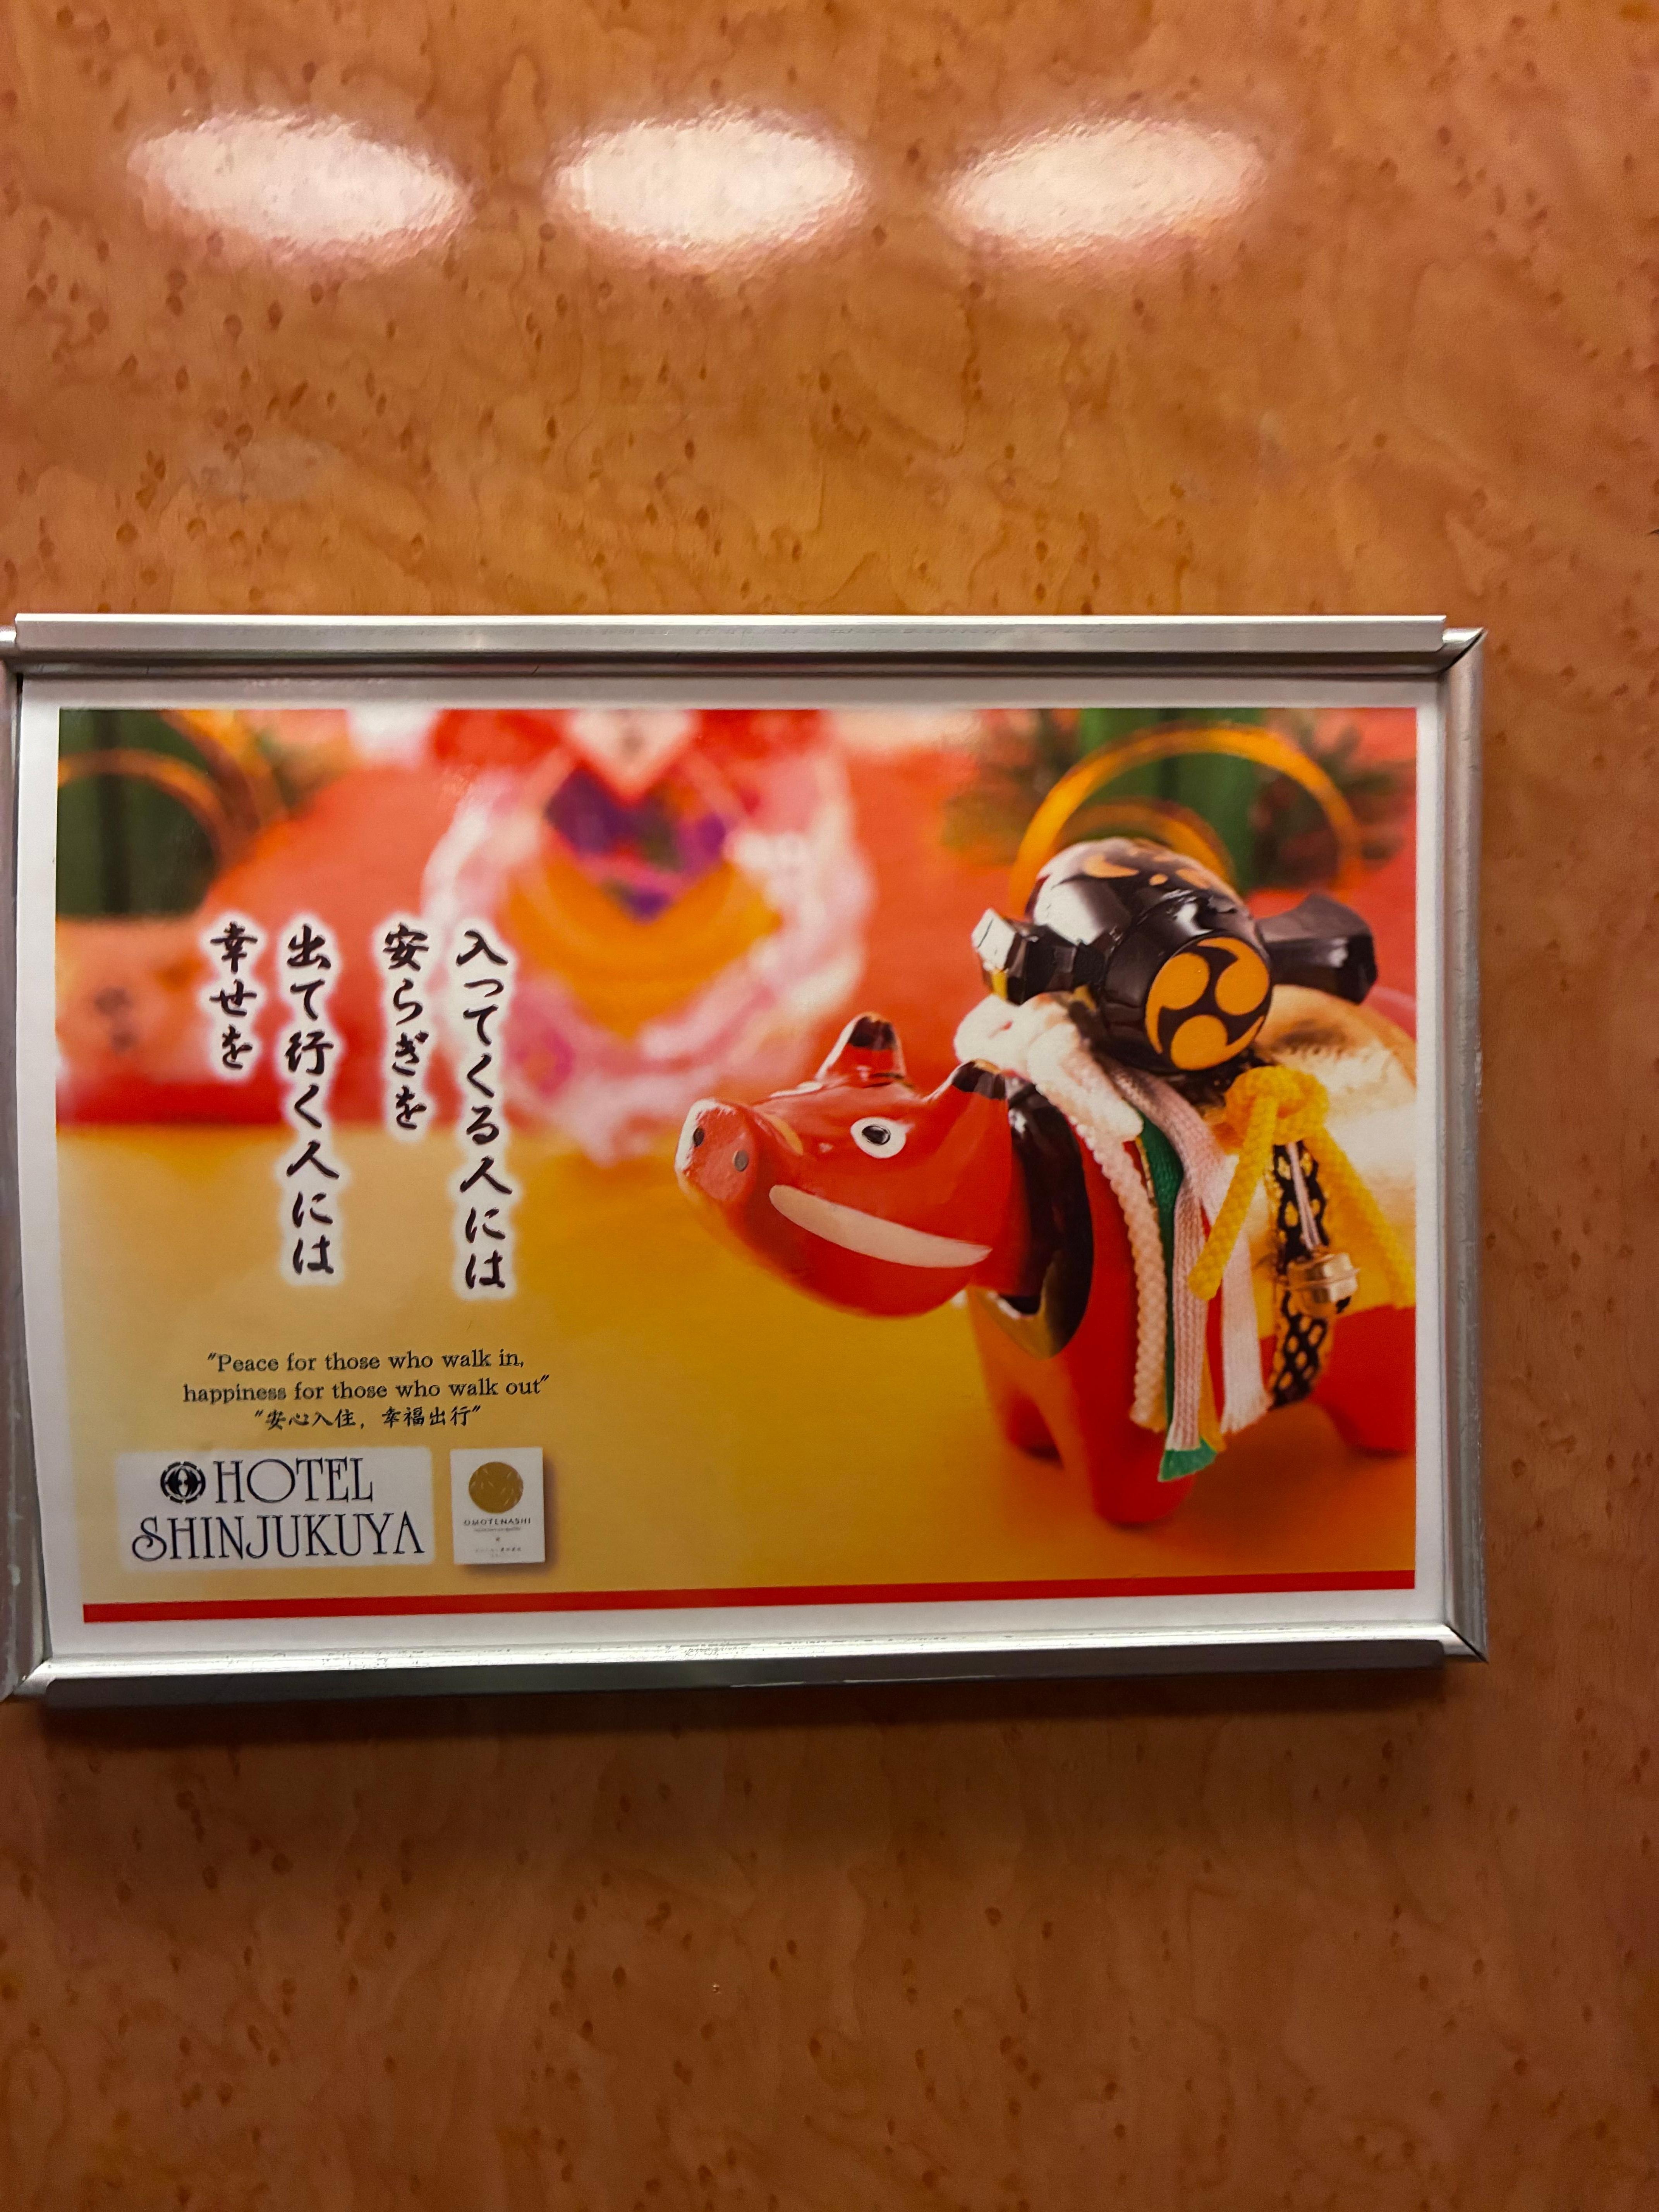 入ってくる人には
安らぎを
出て行く人には
幸せを
"Peace for those who walk in,
happiness for those who walk out"
"安心入住，幸福出行"
HOTEL
SHINJUKUYA
OMOTENASHI